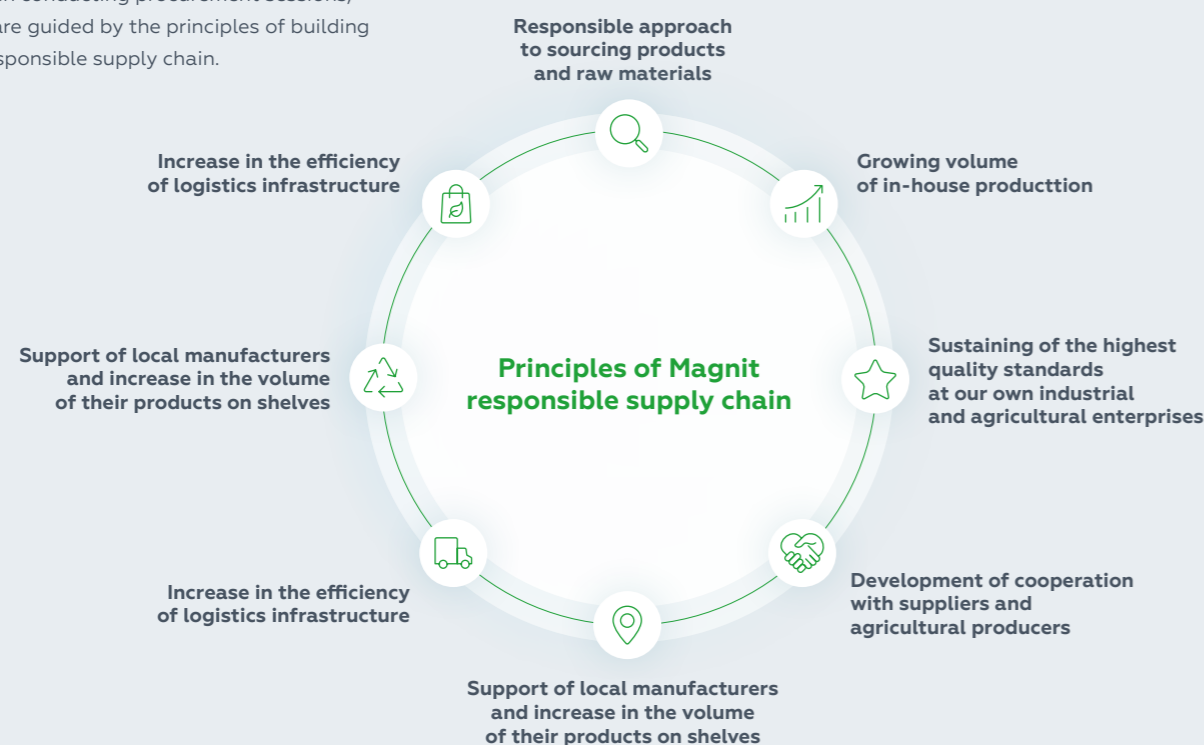 are guided by the principles of building
supply chain.
Responsible approach
to sourcing products
and raw materials
Increase in the efficiency
of logistics infrastructure
Growing volume
of in-house producttion
Support of local manufacturers
and increase in the volume
of their products on shelves
Principles of Magnit
responsible supply chain
Sustaining of the highest
quality standards
at our own industrial
and agricultural enterprises
Increase in the efficiency
of logistics infrastructure
Development of cooperation
with suppliers and
agricultural producers
Support of local manufacturers
and increase in the volume
of their products on shelves